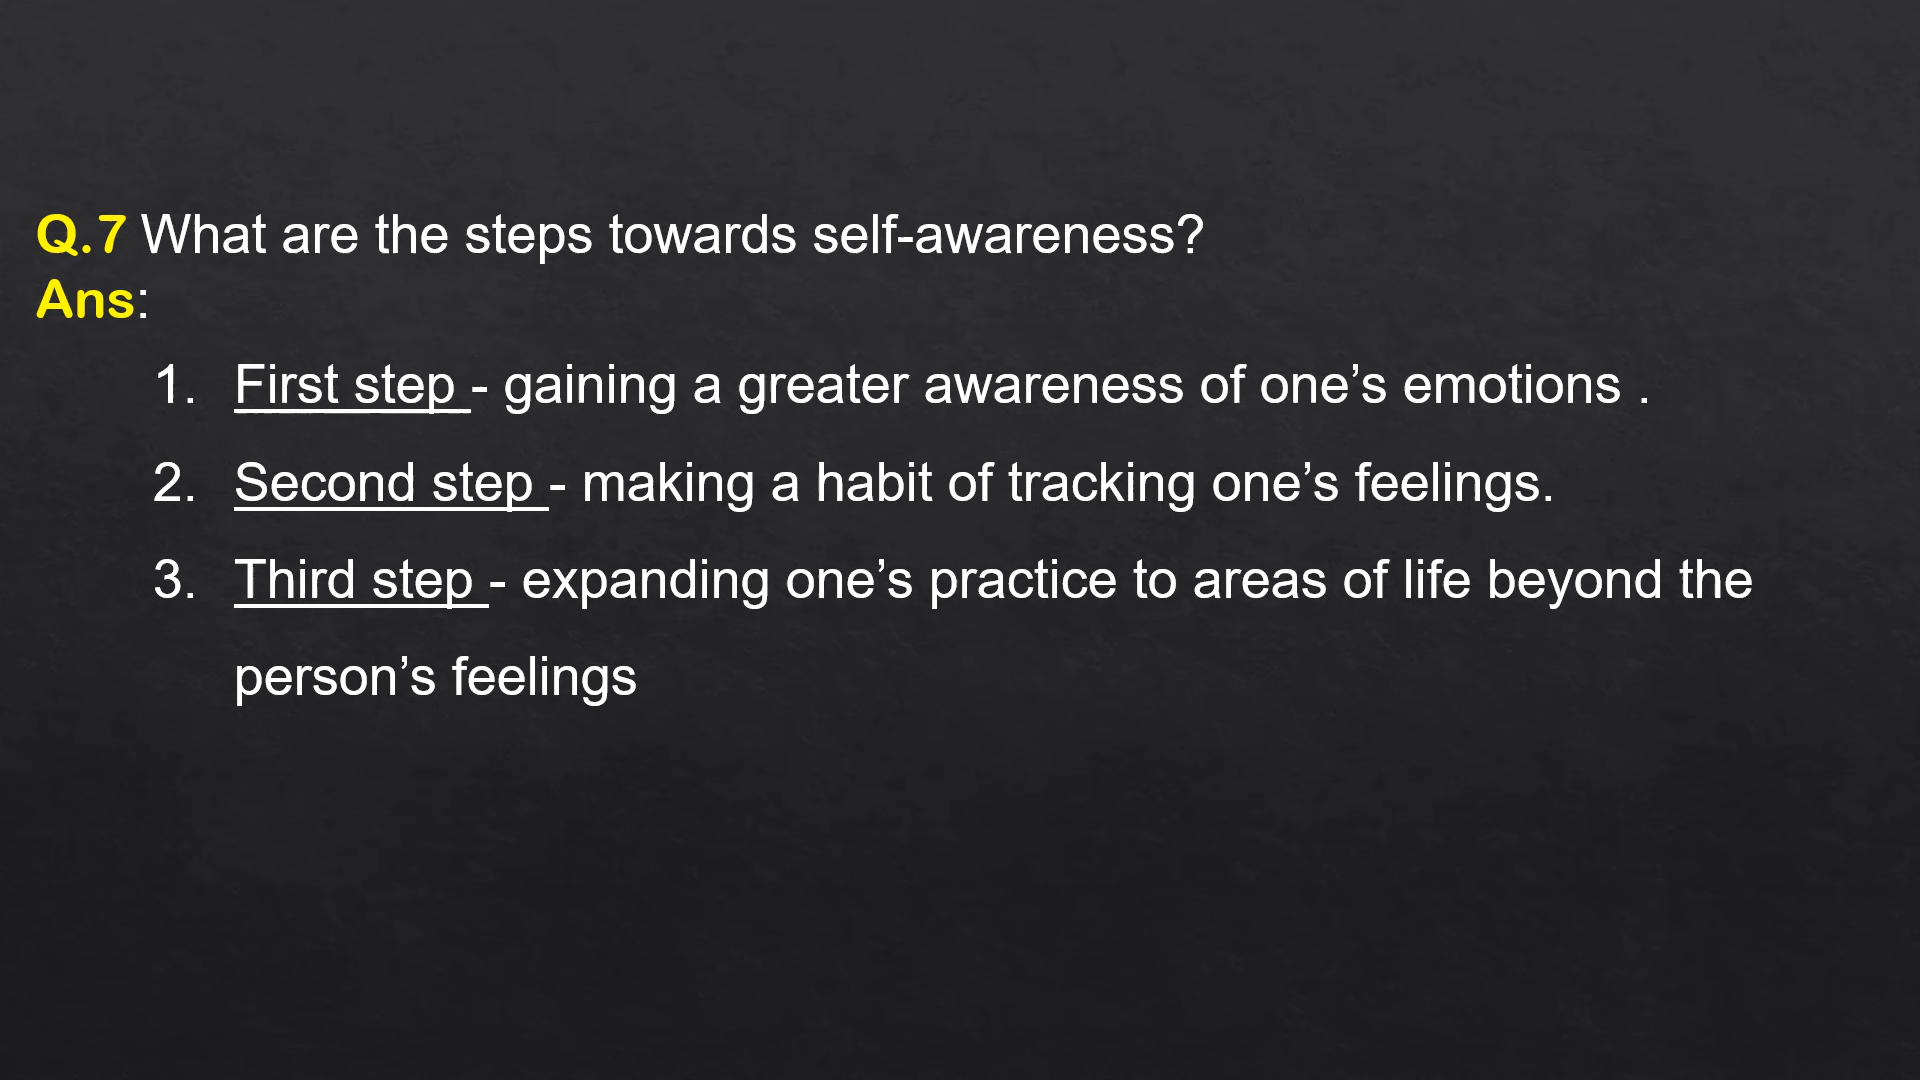 Q.7 What are the steps towards self-awareness?
Ans:
1. First step - gaining a greater awareness of one’s emotions .
2. Second step - making a habit of tracking one’s feelings.
3. Third step - expanding one’s practice to areas of life beyond the
person’s feelings